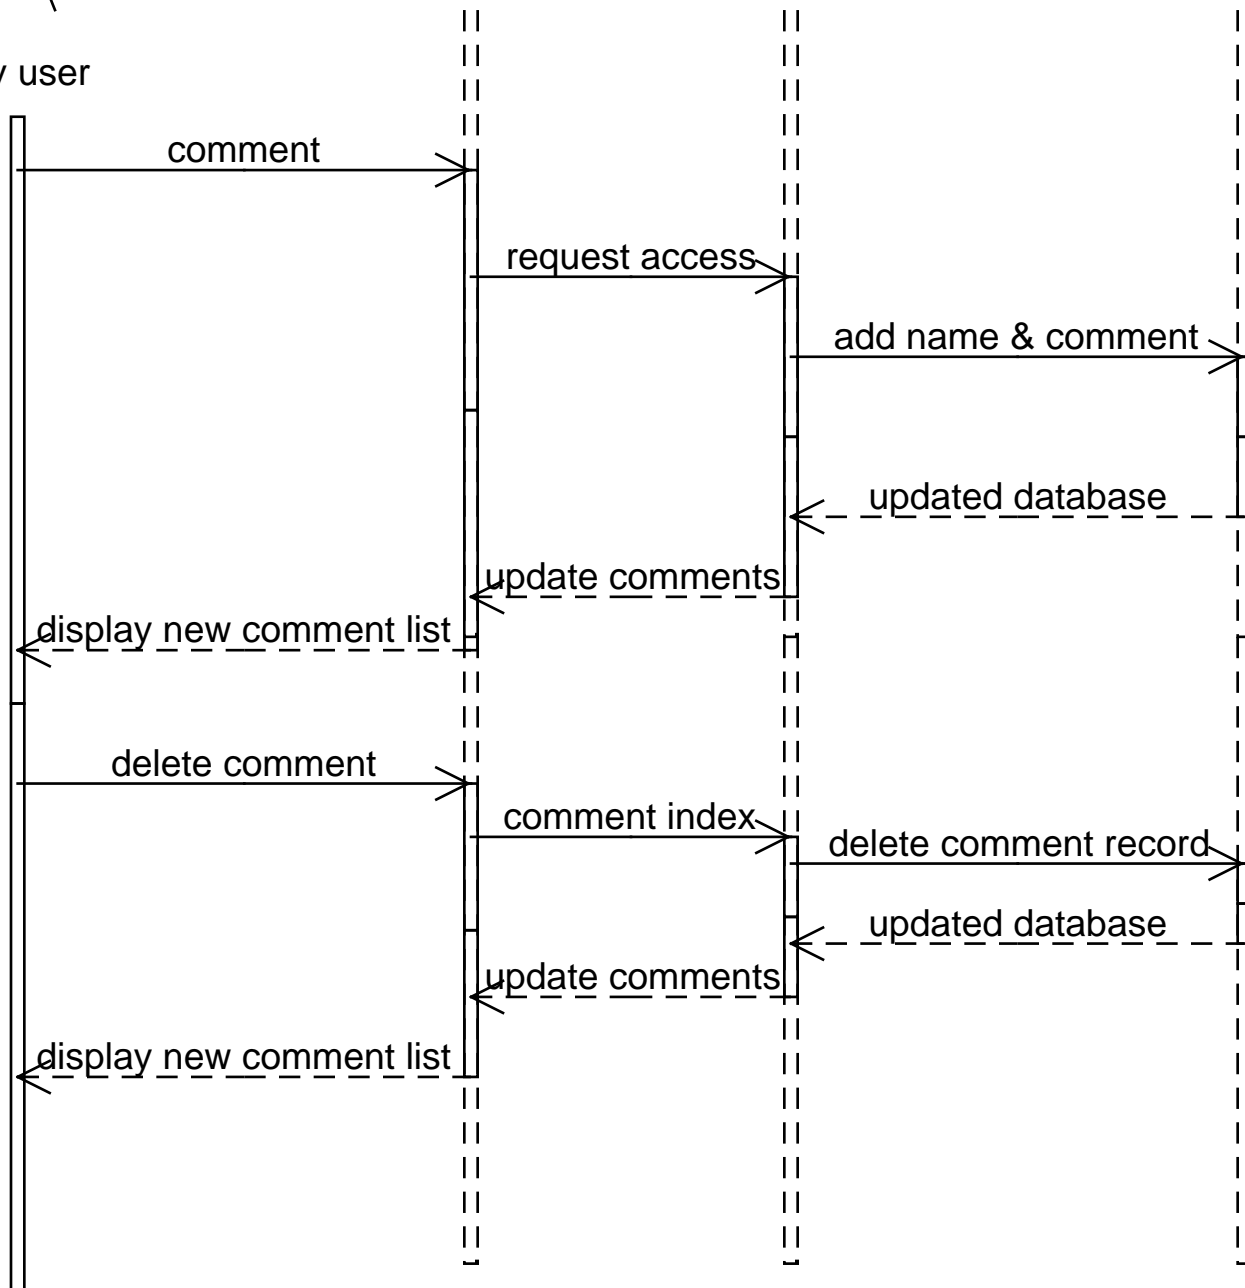 y user
comment
request access
add name & comment
updated database
update comments
display new comment list
delete comment
comment index
delete comment record
updated database
update comments
display new comment list